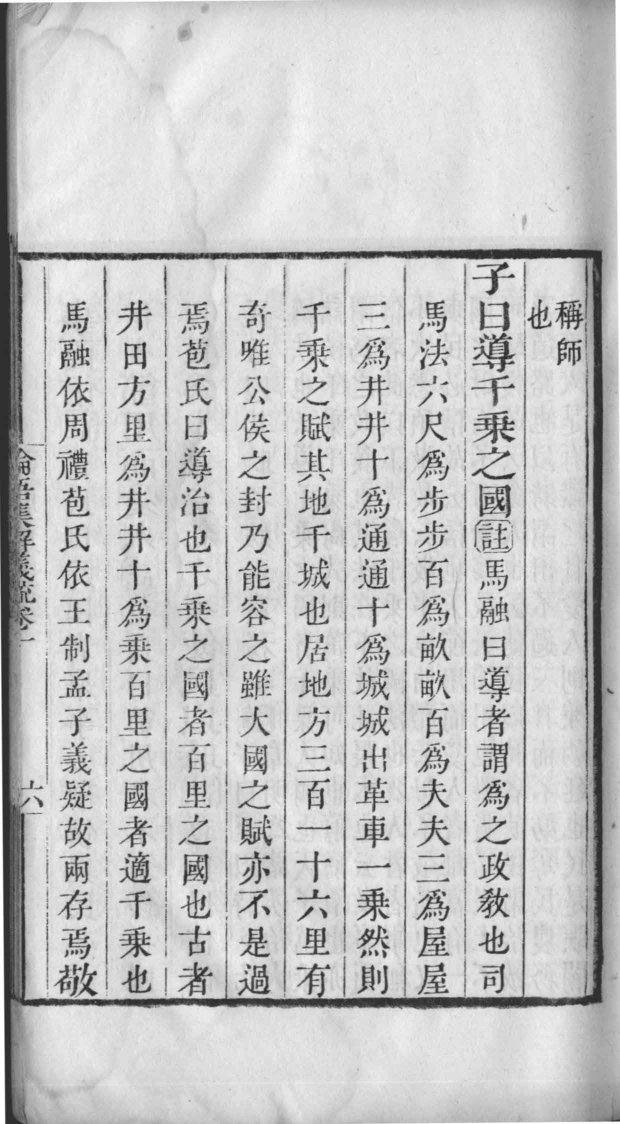 稱師
也
子曰導千乘之國註馬融曰導者謂爲之政敎也司
馬法六尺爲步步百爲畝畝百爲夫夫三爲屋屋
三爲井井十爲通通十爲城城出革車一乘然則
千乘之賦其地千城也居地方三百一十六里有
奇唯公侯之封乃能容之雖大國之賦亦不是過
焉苞氏曰導治也千乘之國者百里之國也古者
井田方里爲井井十爲乘百里之國者適千乘也
馬融依周禮苞氏依王制孟子義疑故兩存焉敬
論語集解義疏卷一
六